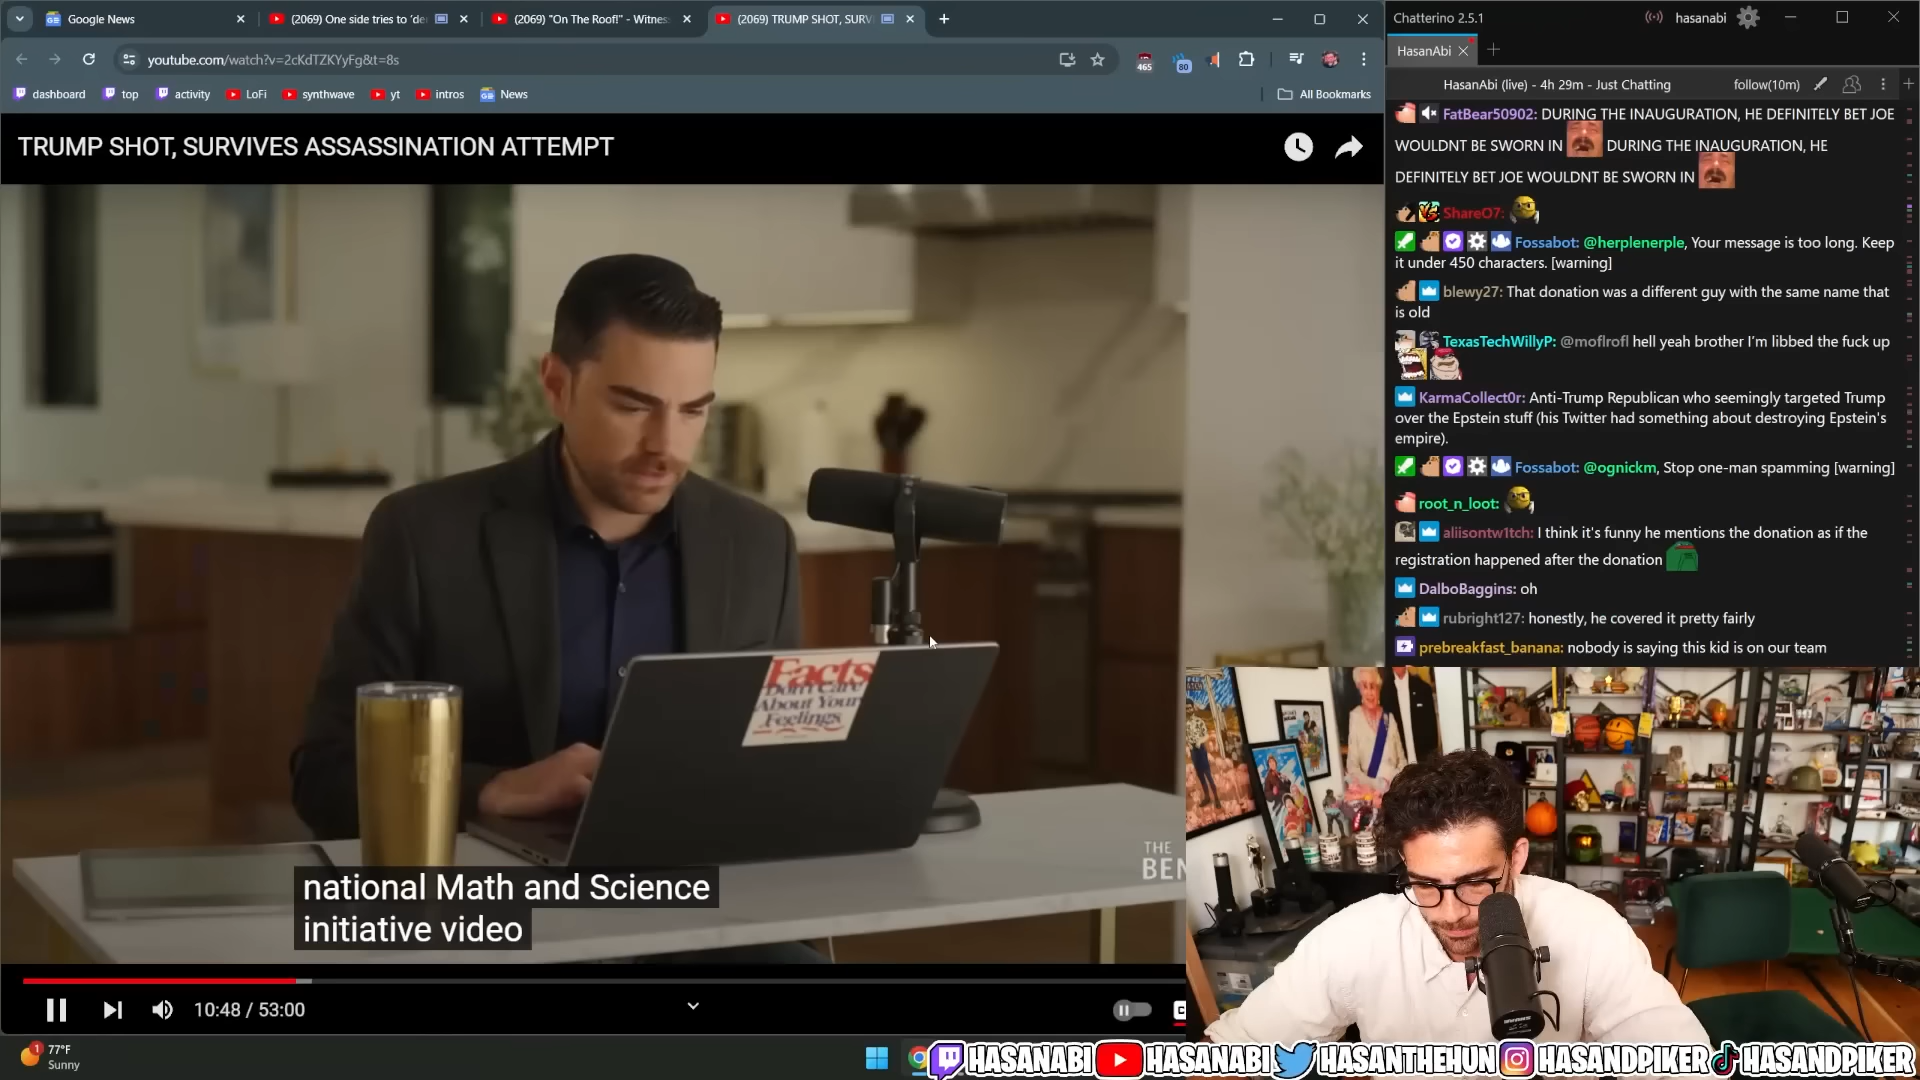 Google News
(2069) One side tries to 'de
(2069) "On The Roof!" - Witnes
(2069) TRUMP SHOT, SURV
youtube.com/watch?v=2cKdTZKYyFg&t=8s
465
80
dashboard
top
activity
LoFi
synthwave
yt
intros
News
All Bookmarks
TRUMP SHOT, SURVIVES ASSASSINATION ATTEMPT
Facts
Don't Care
About Your
Feelings
THE
BEN
national Math and Science
initiative video
10:48 / 53:00
1
77°F
Sunny
Chatterino 2.5.1
hasanabi
HasanAbi
HasanAbi (live) - 4h 29m - Just Chatting
follow(10m)
FatBear50902: DURING THE INAUGURATION, HE DEFINITELY BET JOE
WOULDNT BE SWORN IN DURING THE INAUGURATION, HE
DEFINITELY BET JOE WOULDNT BE SWORN IN
ShareO7:
Fossabot: @herplenerple, Your message is too long. Keep
it under 450 characters. [warning]
blewy27: That donation was a different guy with the same name that
is old
TexasTechWillyP: @moflrofl hell yeah brother I'm libbed the fuck up
KarmaCollect0r: Anti-Trump Republican who seemingly targeted Trump
over the Epstein stuff (his Twitter had something about destroying Epstein's
empire).
Fossabot: @ognickm, Stop one-man spamming [warning]
root_n_loot:
aliisontw1tch: I think it's funny he mentions the donation as if the
registration happened after the donation
DalboBaggins: oh
rubright127: honestly, he covered it pretty fairly
prebreakfast_banana: nobody is saying this kid is on our team
HASANABI HASANABI HASANTHEHUN HASANDPIKER HASANDPIKER